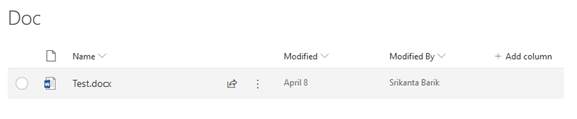 Doc
Name Modified Modified By + Add column
Test.docx April 8 Srikanta Barik